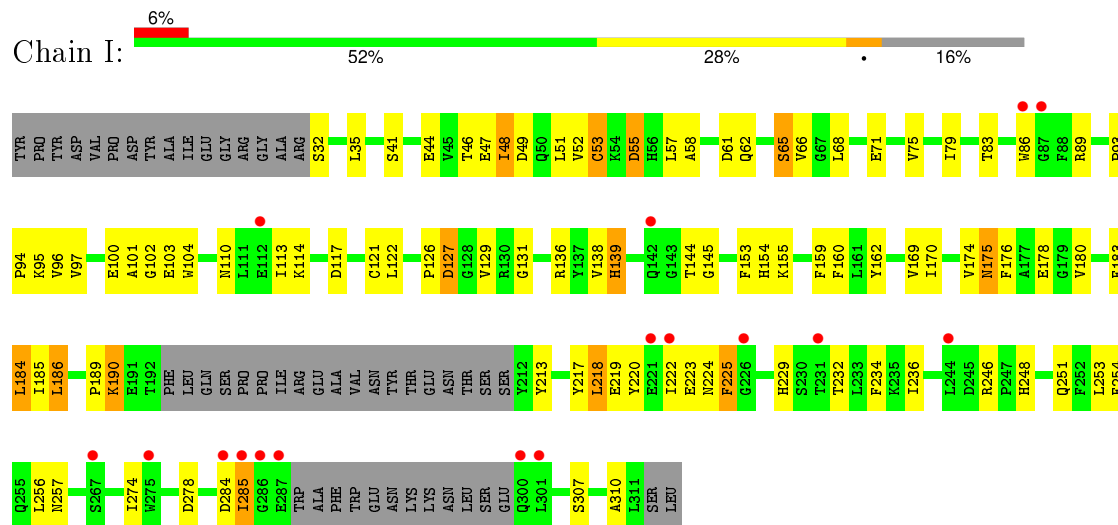 6%
Chain I:
52% 28% • 16%
TYR PRO TYR ASP VAL PRO ASP TYR ALA ILE GLU GLY ARG GLY ALA ARG S32 L35 S41 E44 V45 T46 E47 I48 D49 Q50 L51 V52 C53 K54 D55 H56 L57 A58 D61 Q62 S65 V66 G67 L68 E71 V75 I79 T83 W86 G87 F88 R89
P94 K95 V96 V97 E100 A101 G102 E103 W104 N110 L111 E112 I113 K114 D117 C121 L122 P126 D127 G128 V129 R130 G131 R136 Y137 V138 H139 Q142 G143 T144 G145 F153 H154 K155 F159 F160 L161 Y162 V169 I170 V174 N175 F176 A177 E178 G179 V180
L184 I185 L186 P189 K190 E191 T192 PHE LEU GLN SER PRO PRO ILE ARG GLU ALA VAL ASN TYR THR GLU ASN THR SER SER Y212 Y213 Y217 L218 E219 Y220 E221 T222 E223 N224 F225 G226 H229 S230 T231 T232 L233 F234 K235 I236 L244 D245 R246 P247 H248 Q251 F252 L253
Q255 L256 N257 S267 I274 W275 D278 D284 I285 G286 E287 TRP ALA PHE TRP GLU ASN LYS LYS ASN LEU SER GLU Q300 L301 S307 A310 L311 SER LEU